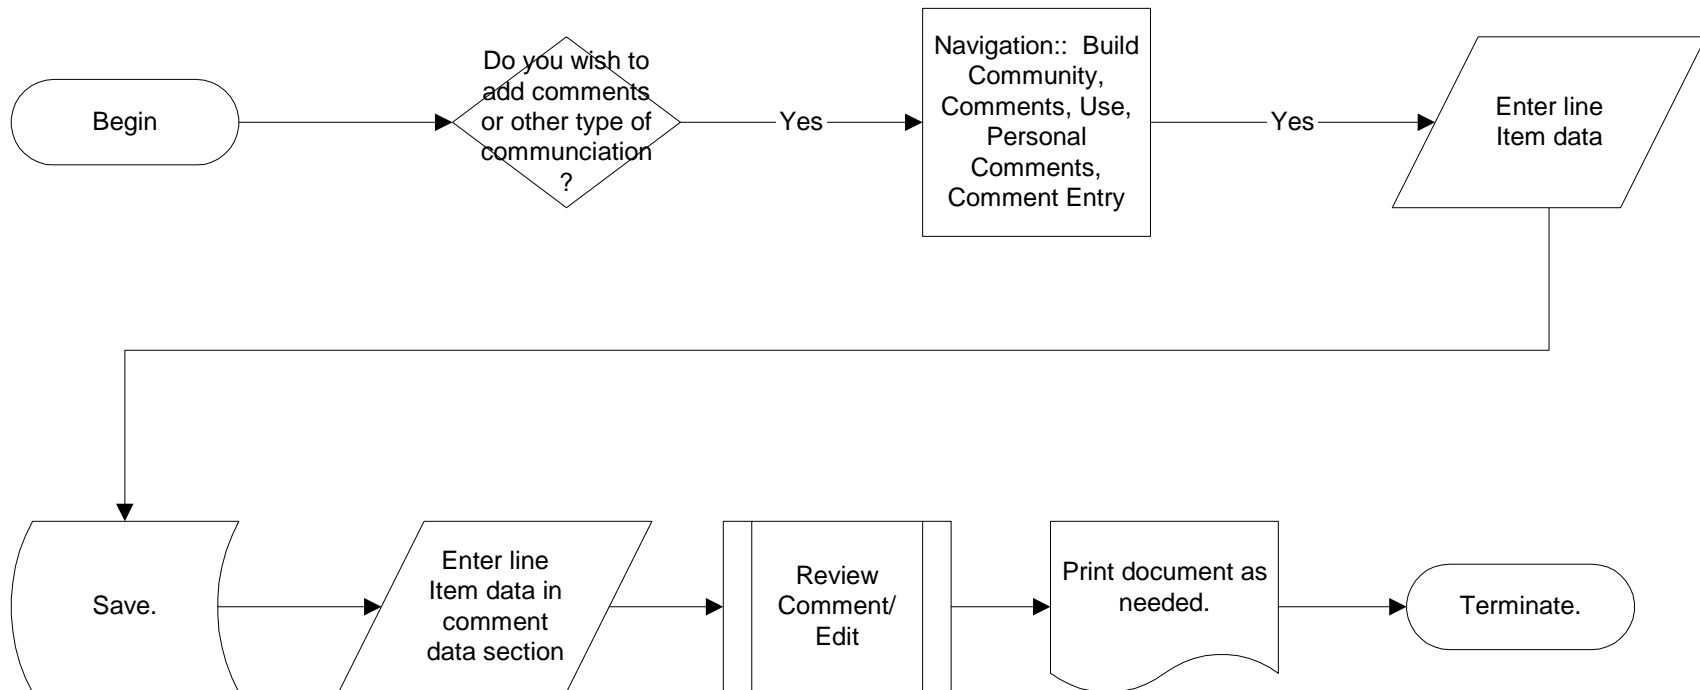 Begin
Do you wish to
add comments
or other type of
communciation
?
Yes
Navigation::  Build
Community,
Comments, Use,
Personal
Comments,
Comment Entry
Yes
Enter line
Item data
Save.
Enter line
Item data in
comment
data section
Review
Comment/
Edit
Print document as
needed.
Terminate.